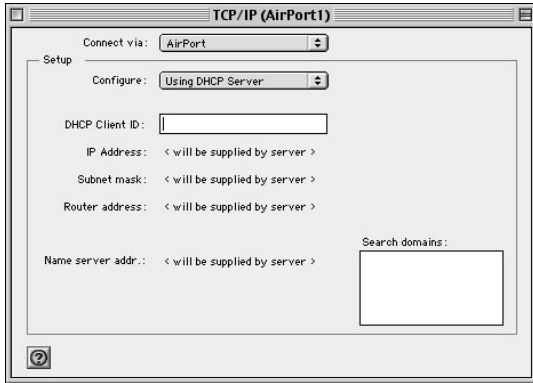 TCP/IP (AirPort1)
Connect via: AirPort
Setup
Configure: Using DHCP Server
DHCP Client ID:
IP Address: < will be supplied by server >
Subnet mask: < will be supplied by server >
Router address: < will be supplied by server >
Search domains:
Name server addr.: < will be supplied by server >
?